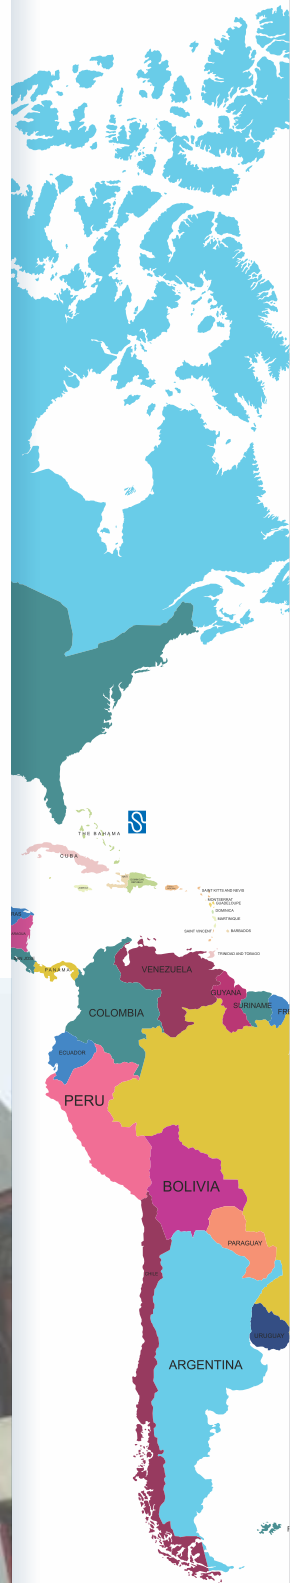 THE BAHAMA
CUBA
SAINT KITTS AND NEVIS
MONTSERRAT
GUADELOUPE
DOMINICA
MARTINIQUE
SAINT VINCENT
BARBADOS
TRINIDAD AND TOBAGO
PANAMA
VENEZUELA
GUYANA
SURINAME
FR
COLOMBIA
ECUADOR
PERU
BOLIVIA
PARAGUAY
URUGUAY
ARGENTINA